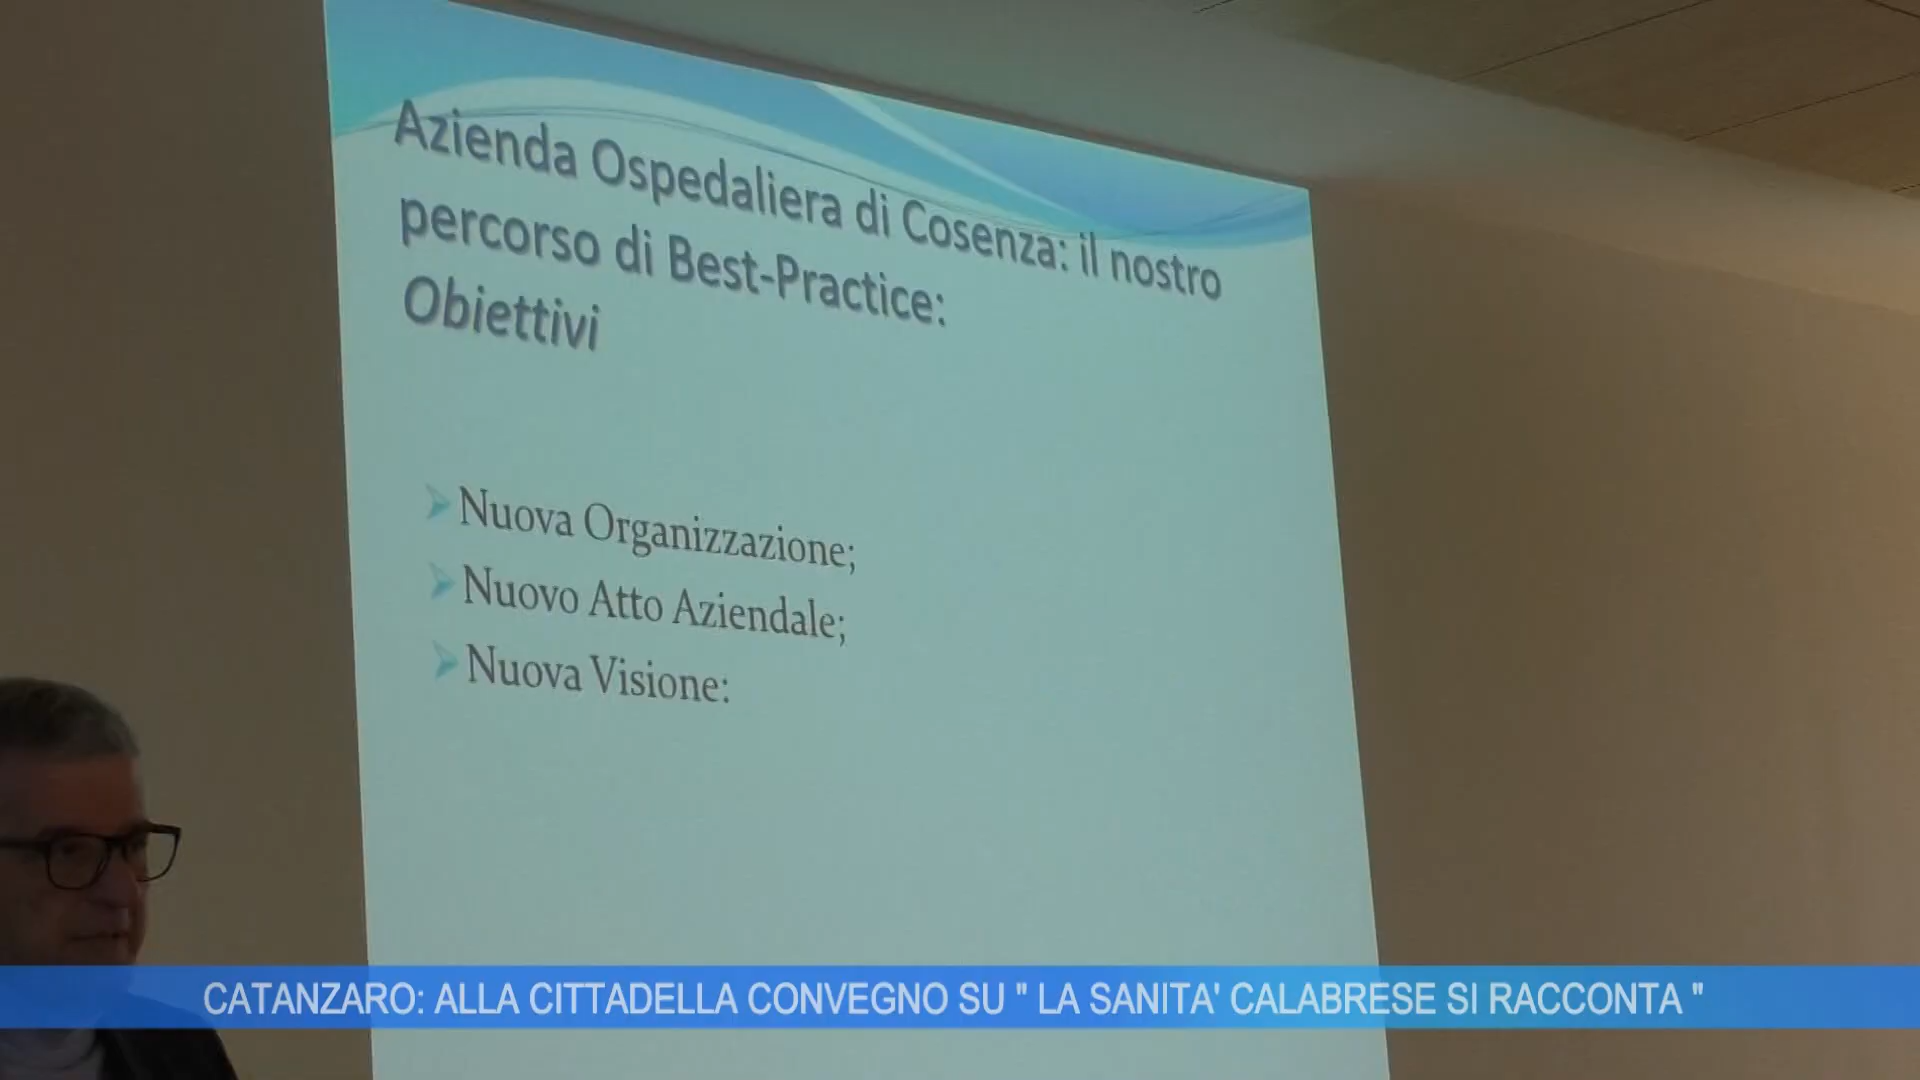 Azienda Ospedaliera di Cosenza: il nostro
percorso di Best-Practice:
Obiettivi
Nuova Organizzazione;
Nuovo Atto Aziendale;
Nuova Visione:
CATANZARO: ALLA CITTADELLA CONVEGNO SU " LA SANITA' CALABRESE SI RACCONTA "